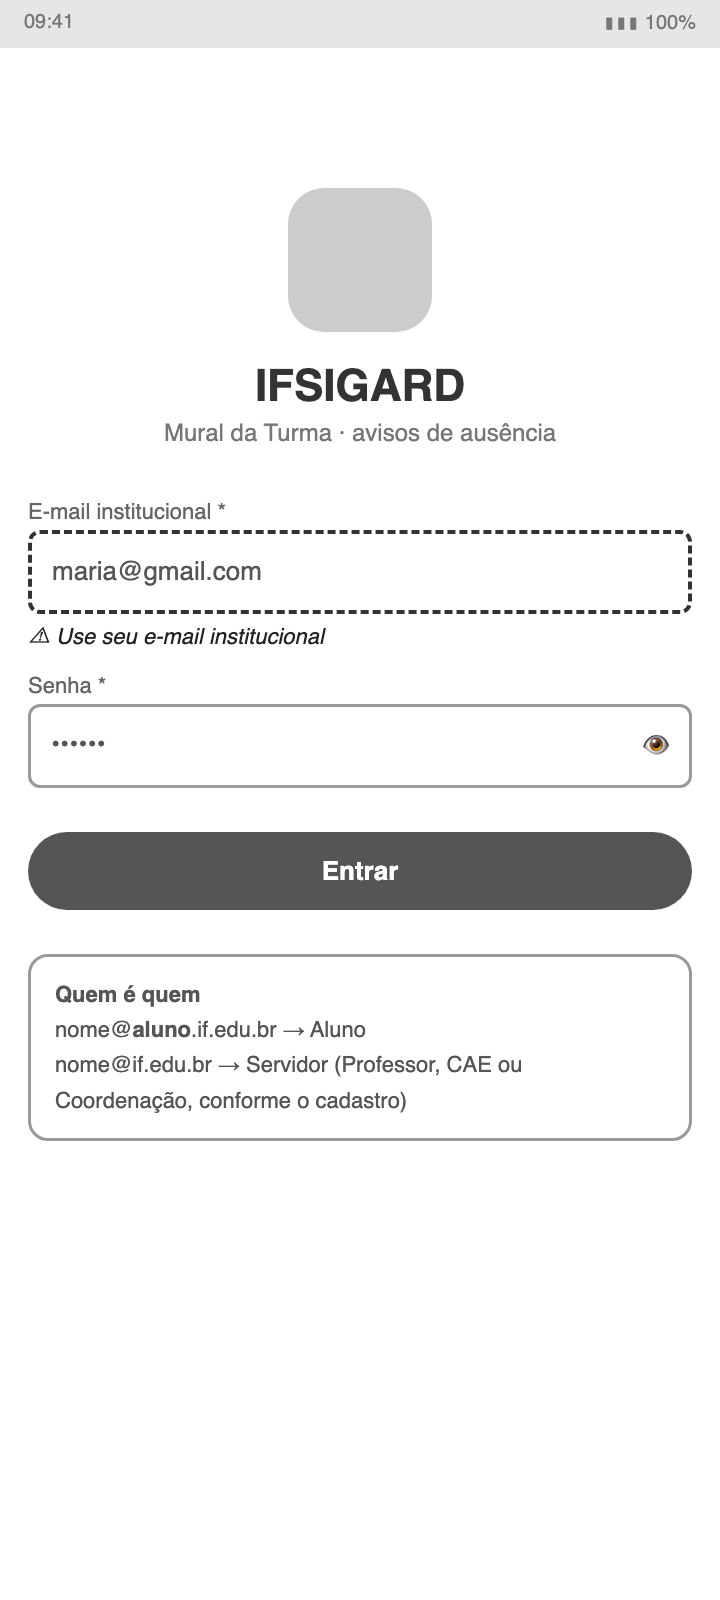 09:41
100%
IFSIGARD
Mural da Turma · avisos de ausência
E-mail institucional *
maria@gmail.com
⚠ Use seu e-mail institucional
Senha *
••••••
Entrar
Quem é quem
nome@aluno.if.edu.br → Aluno
nome@if.edu.br → Servidor (Professor, CAE ou
Coordenação, conforme o cadastro)